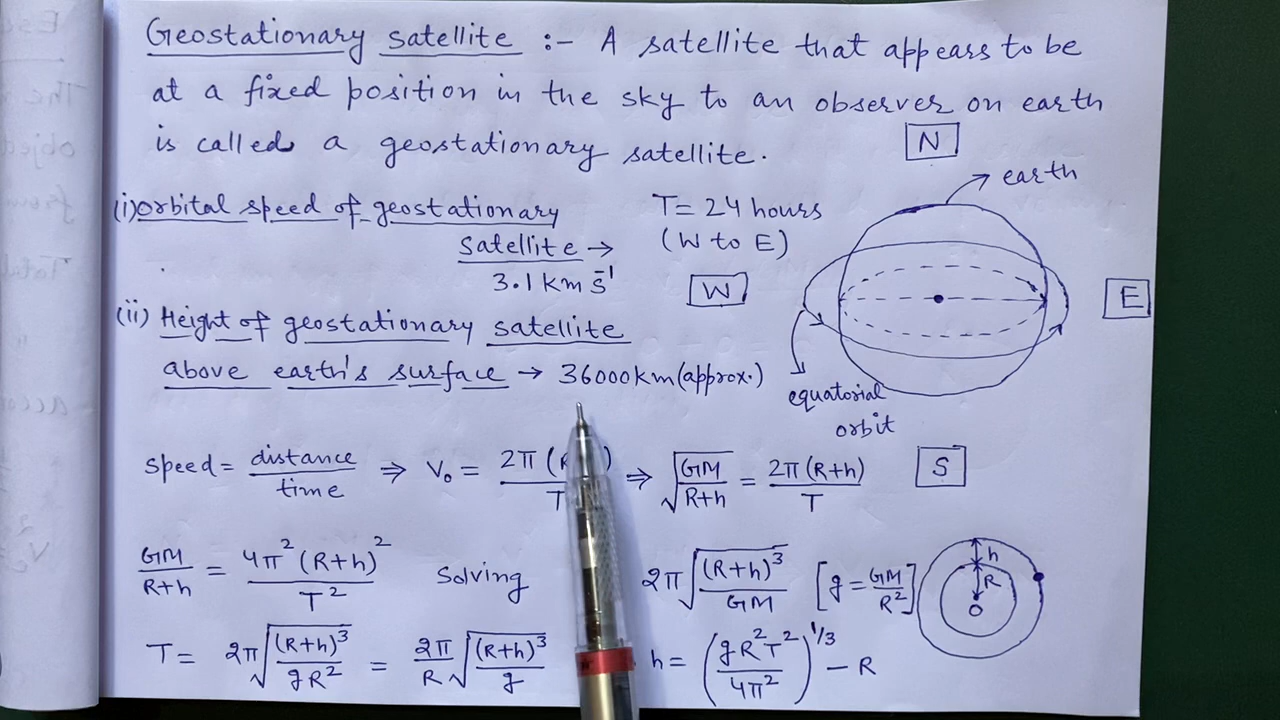 Geostationary satellite :- A satellite that appears to be
at a fixed position in the sky to an observer on earth
is called a geostationary satellite.
N
earth
(i) orbital speed of geostationary
satellite →
3.1 km s̄¹
T = 24 hours
(W to E)
W
E
(ii) Height of geostationary satellite
above earth's surface → 36000 km (approx.)
equatorial
orbit
S
speed = distance/time ⇒ V₀ = 2π(R )/T ⇒ √(GM/(R+h)) = 2π(R+h)/T
GM/(R+h) = 4π²(R+h)²/T² Solving 2π√((R+h)³/GM) [g = GM/R²]
h
R
O
T = 2π√((R+h)³/gR²) = 2π/R √((R+h)³/g) h = (gR²T²/4π²)^1/3 - R